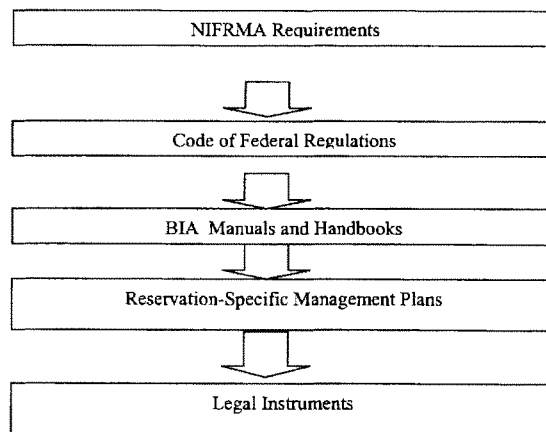 NIFRMA Requirements
Code of Federal Regulations
BIA Manuals and Handbooks
Reservation-Specific Management Plans
Legal Instruments